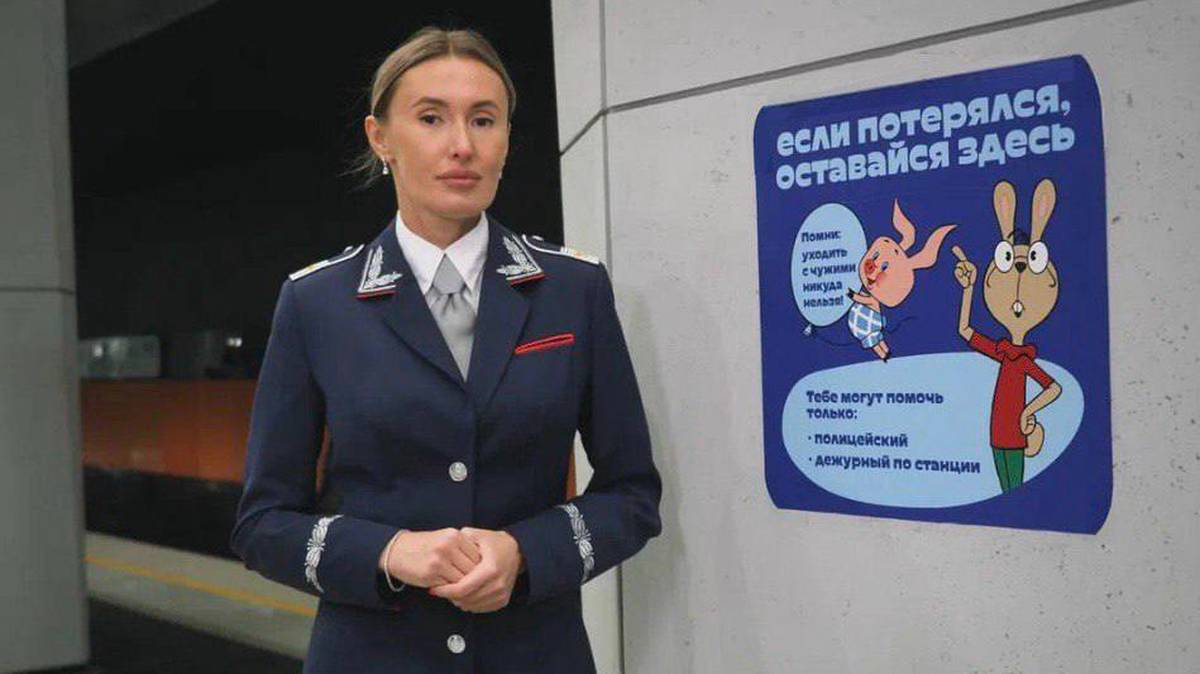 если потерялся,
оставайся здесь
Помни:
уходить
с чужими
никуда
нельзя!
Тебе могут помочь
только:
· полицейский
· дежурный по станции